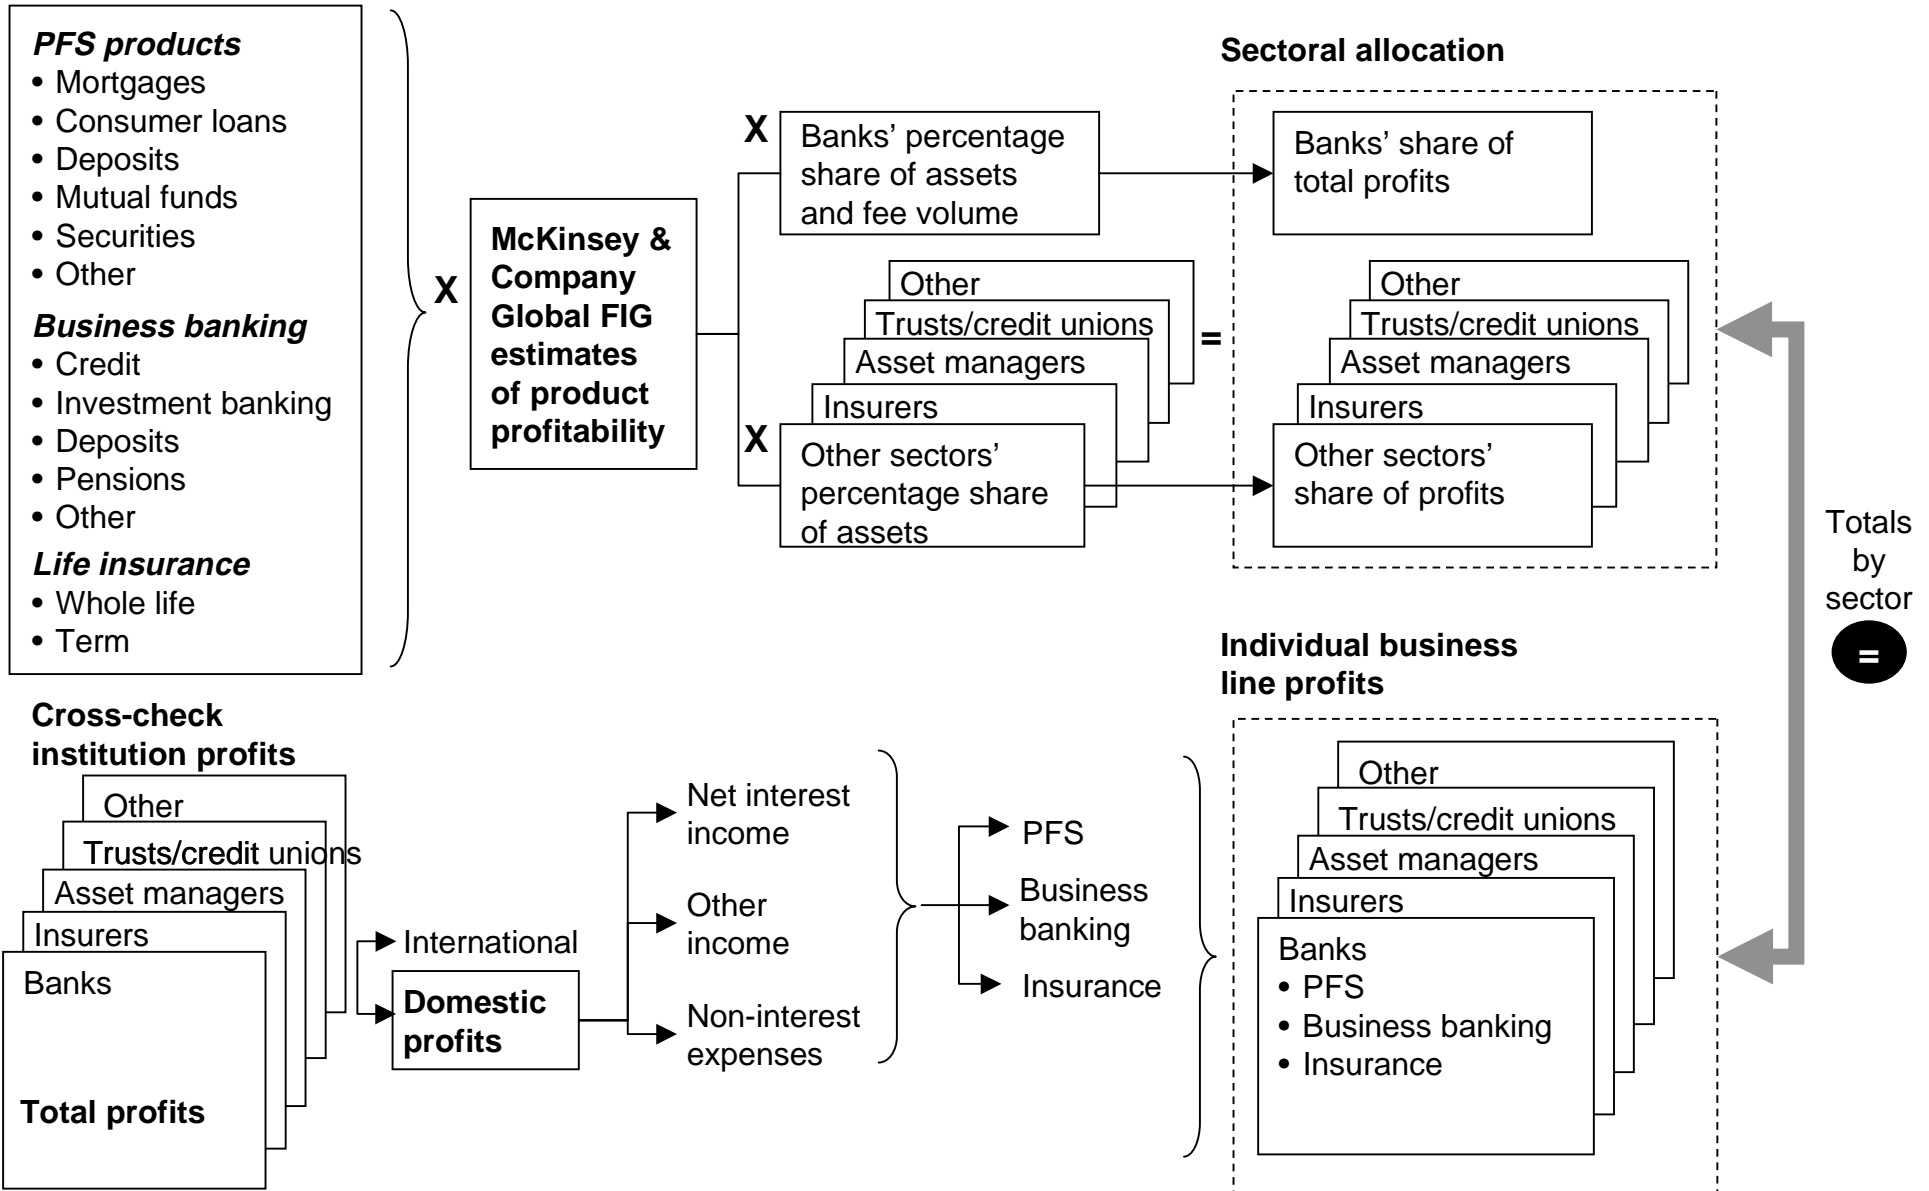 PFS products
• Mortgages
• Consumer loans
• Deposits
• Mutual funds
• Securities
• Other
Business banking
• Credit
• Investment banking
• Deposits
• Pensions
• Other
Life insurance
• Whole life
• Term
X
McKinsey &
Company
Global FIG
estimates
of product
profitability
X
Banks’ percentage
share of assets
and fee volume
Other
Trusts/credit unions
Asset managers
Insurers
X
Other sectors’
percentage share
of assets
=
Sectoral allocation
Banks’ share of
total profits
Other
Trusts/credit unions
Asset managers
Insurers
Other sectors’
share of profits
Totals
by
sector
=
Cross-check
institution profits
Other
Trusts/credit unions
Asset managers
Insurers
Banks
Total profits
International
Domestic
profits
Net interest
income
Other
income
Non-interest
expenses
PFS
Business
banking
Insurance
Individual business
line profits
Other
Trusts/credit unions
Asset managers
Insurers
Banks
• PFS
• Business banking
• Insurance